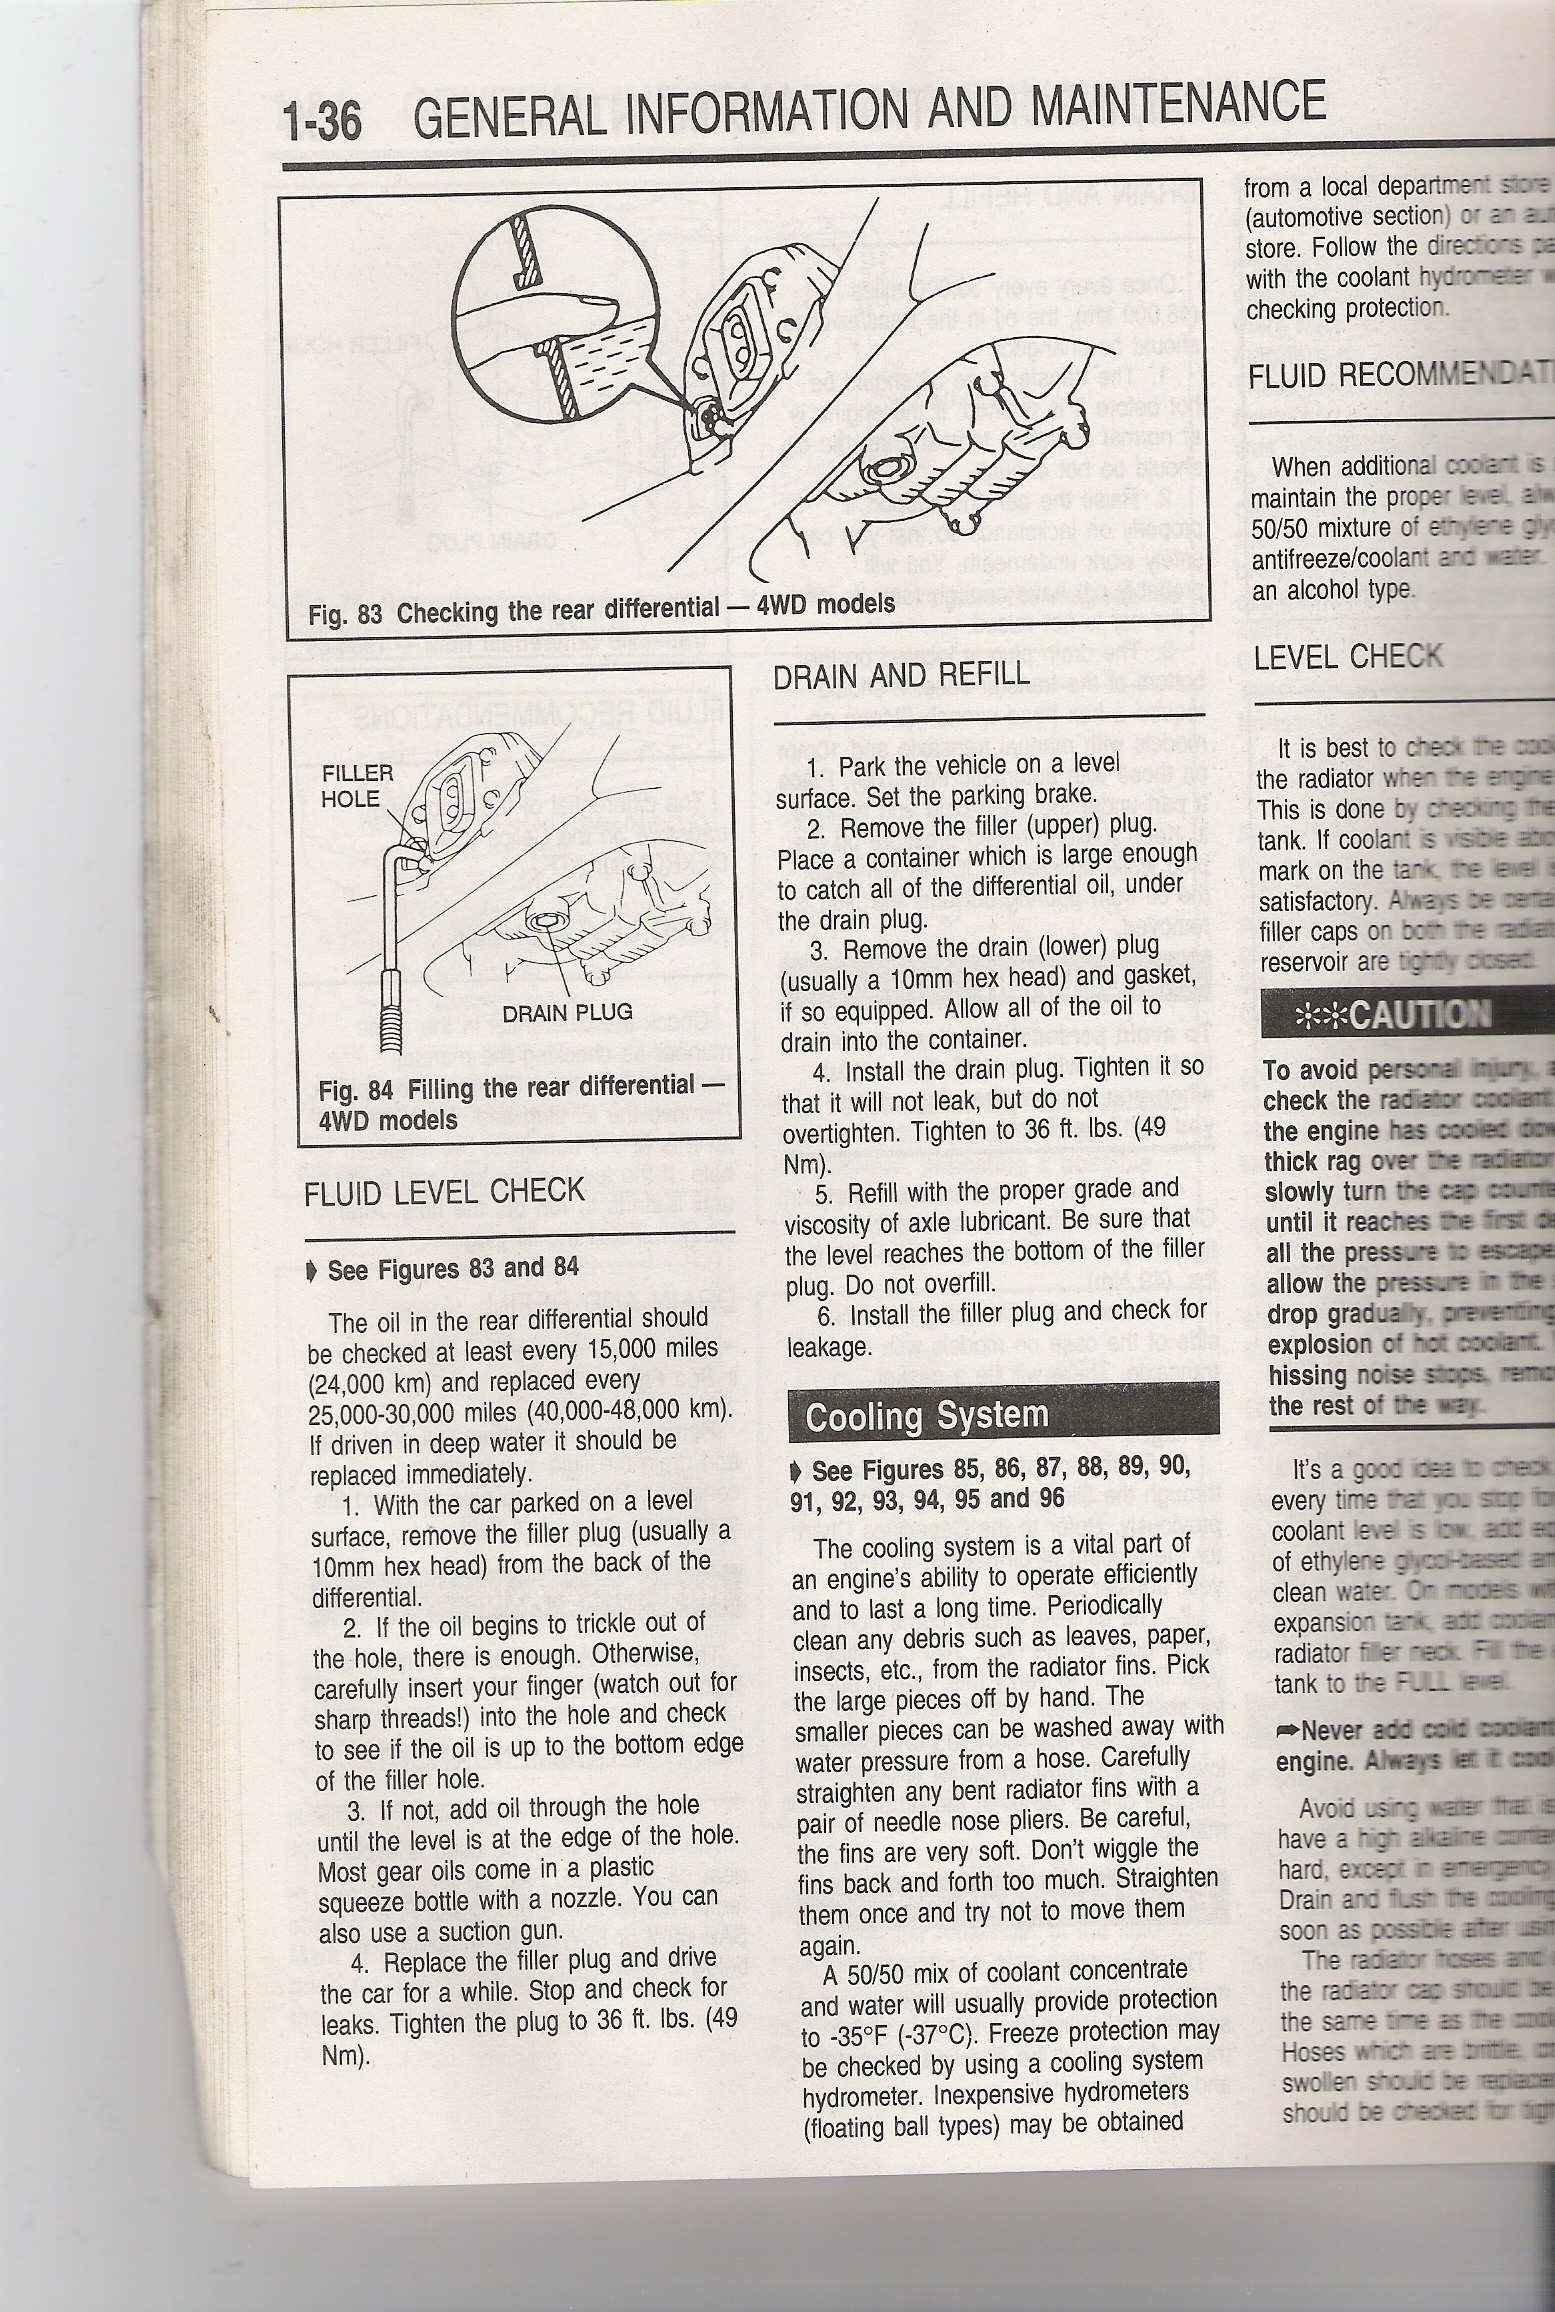 1-36 GENERAL INFORMATION AND MAINTENANCE
Fig. 83 Checking the rear differential — 4WD models
FILLER
HOLE
DRAIN PLUG
Fig. 84 Filling the rear differential —
4WD models
FLUID LEVEL CHECK
See Figures 83 and 84
The oil in the rear differential should
be checked at least every 15,000 miles
(24,000 km) and replaced every
25,000-30,000 miles (40,000-48,000 km).
If driven in deep water it should be
replaced immediately.
1. With the car parked on a level
surface, remove the filler plug (usually a
10mm hex head) from the back of the
differential.
2. If the oil begins to trickle out of
the hole, there is enough. Otherwise,
carefully insert your finger (watch out for
sharp threads!) into the hole and check
to see if the oil is up to the bottom edge
of the filler hole.
3. If not, add oil through the hole
until the level is at the edge of the hole.
Most gear oils come in a plastic
squeeze bottle with a nozzle. You can
also use a suction gun.
4. Replace the filler plug and drive
the car for a while. Stop and check for
leaks. Tighten the plug to 36 ft. lbs. (49
Nm).
DRAIN AND REFILL
1. Park the vehicle on a level
surface. Set the parking brake.
2. Remove the filler (upper) plug.
Place a container which is large enough
to catch all of the differential oil, under
the drain plug.
3. Remove the drain (lower) plug
(usually a 10mm hex head) and gasket,
if so equipped. Allow all of the oil to
drain into the container.
4. Install the drain plug. Tighten it so
that it will not leak, but do not
overtighten. Tighten to 36 ft. lbs. (49
Nm).
5. Refill with the proper grade and
viscosity of axle lubricant. Be sure that
the level reaches the bottom of the filler
plug. Do not overfill.
6. Install the filler plug and check for
leakage.
Cooling System
See Figures 85, 86, 87, 88, 89, 90,
91, 92, 93, 94, 95 and 96
The cooling system is a vital part of
an engine's ability to operate efficiently
and to last a long time. Periodically
clean any debris such as leaves, paper,
insects, etc., from the radiator fins. Pick
the large pieces off by hand. The
smaller pieces can be washed away with
water pressure from a hose. Carefully
straighten any bent radiator fins with a
pair of needle nose pliers. Be careful,
the fins are very soft. Don't wiggle the
fins back and forth too much. Straighten
them once and try not to move them
again.
A 50/50 mix of coolant concentrate
and water will usually provide protection
to -35°F (-37°C). Freeze protection may
be checked by using a cooling system
hydrometer. Inexpensive hydrometers
(floating ball types) may be obtained
from a local department store
(automotive section) or an
store. Follow the directions
with the coolant hydrometer
checking protection.
FLUID
When additional coolant is
maintain the proper level,
50/50 mixture of ethylene
antifreeze/coolant and water.
an alcohol type.
LEVEL CHECK
It is best to check the
the radiator when the engine
This is done by checking the
tank. If coolant is visible
mark on the tank, the level
satisfactory. Always be
filler caps on both the
reservoir are tightly closed.
**CAUTION
To avoid personal injury,
check the radiator coolant
the engine has cooled
thick rag over the radiator
slowly turn the cap
until it reaches the first
all the pressure to escape
allow the pressure in the
drop gradually, preventing
explosion of hot coolant.
hissing noise stops,
the rest of the way.
It's a good idea to check
every time that you stop
coolant level is low, add
of ethylene glycol-based
clean water. On models
expansion tank, add
radiator filler neck. Fill the
tank to the FULL level.
➡Never add cold coolant
engine. Always let it
Avoid using water that
have a high alkaline
hard, except in emergency
Drain and flush the cooling
soon as possible after
The radiator hoses and
the radiator cap should be
the same time as the
Hoses which are brittle,
swollen should be
should be checked for